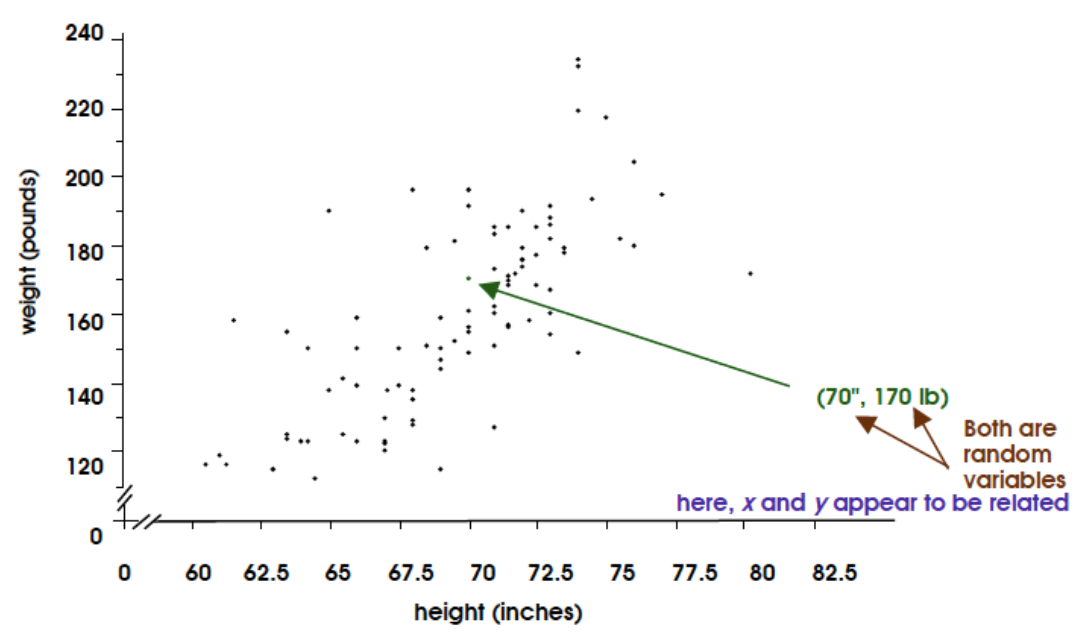 240
220
200
180
160
140
120
0
weight (pounds)
(70", 170 lb)
Both are
random
variables
here, x and y appear to be related
0 60 62.5 65 67.5 70 72.5 75 77.5 80 82.5
height (inches)